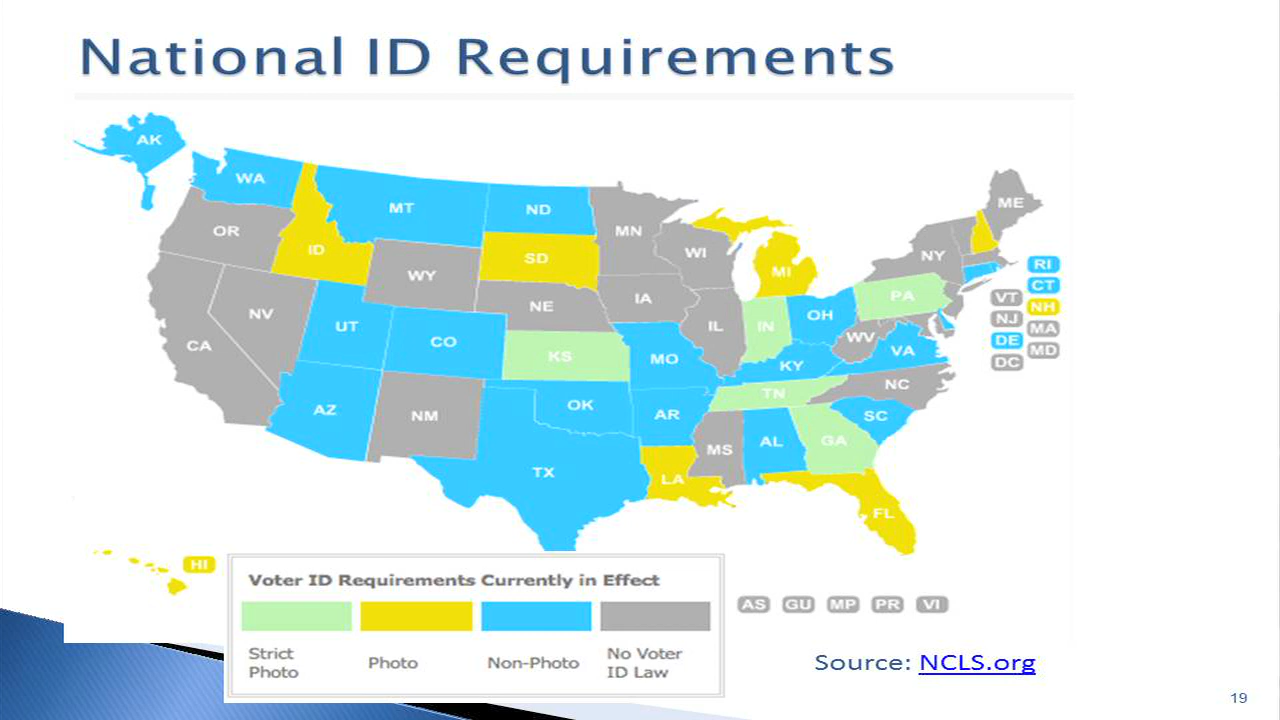 National ID Requirements
AK
WA
MT
ND
MN
ME
OR
ID
SD
WI
NY
WY
MI
RI
CT
NE
IA
PA
VT
NH
NV
IL
IN
OH
NJ
MA
UT
CO
WV
VA
DE
MD
CA
KS
MO
KY
DC
AZ
NM
OK
AR
TN
NC
SC
MS
AL
GA
TX
LA
FL
HI
AS
GU
MP
PR
VI
Voter ID Requirements Currently in Effect
Strict Photo
Photo
Non-Photo
No Voter ID Law
Source: NCLS.org
19